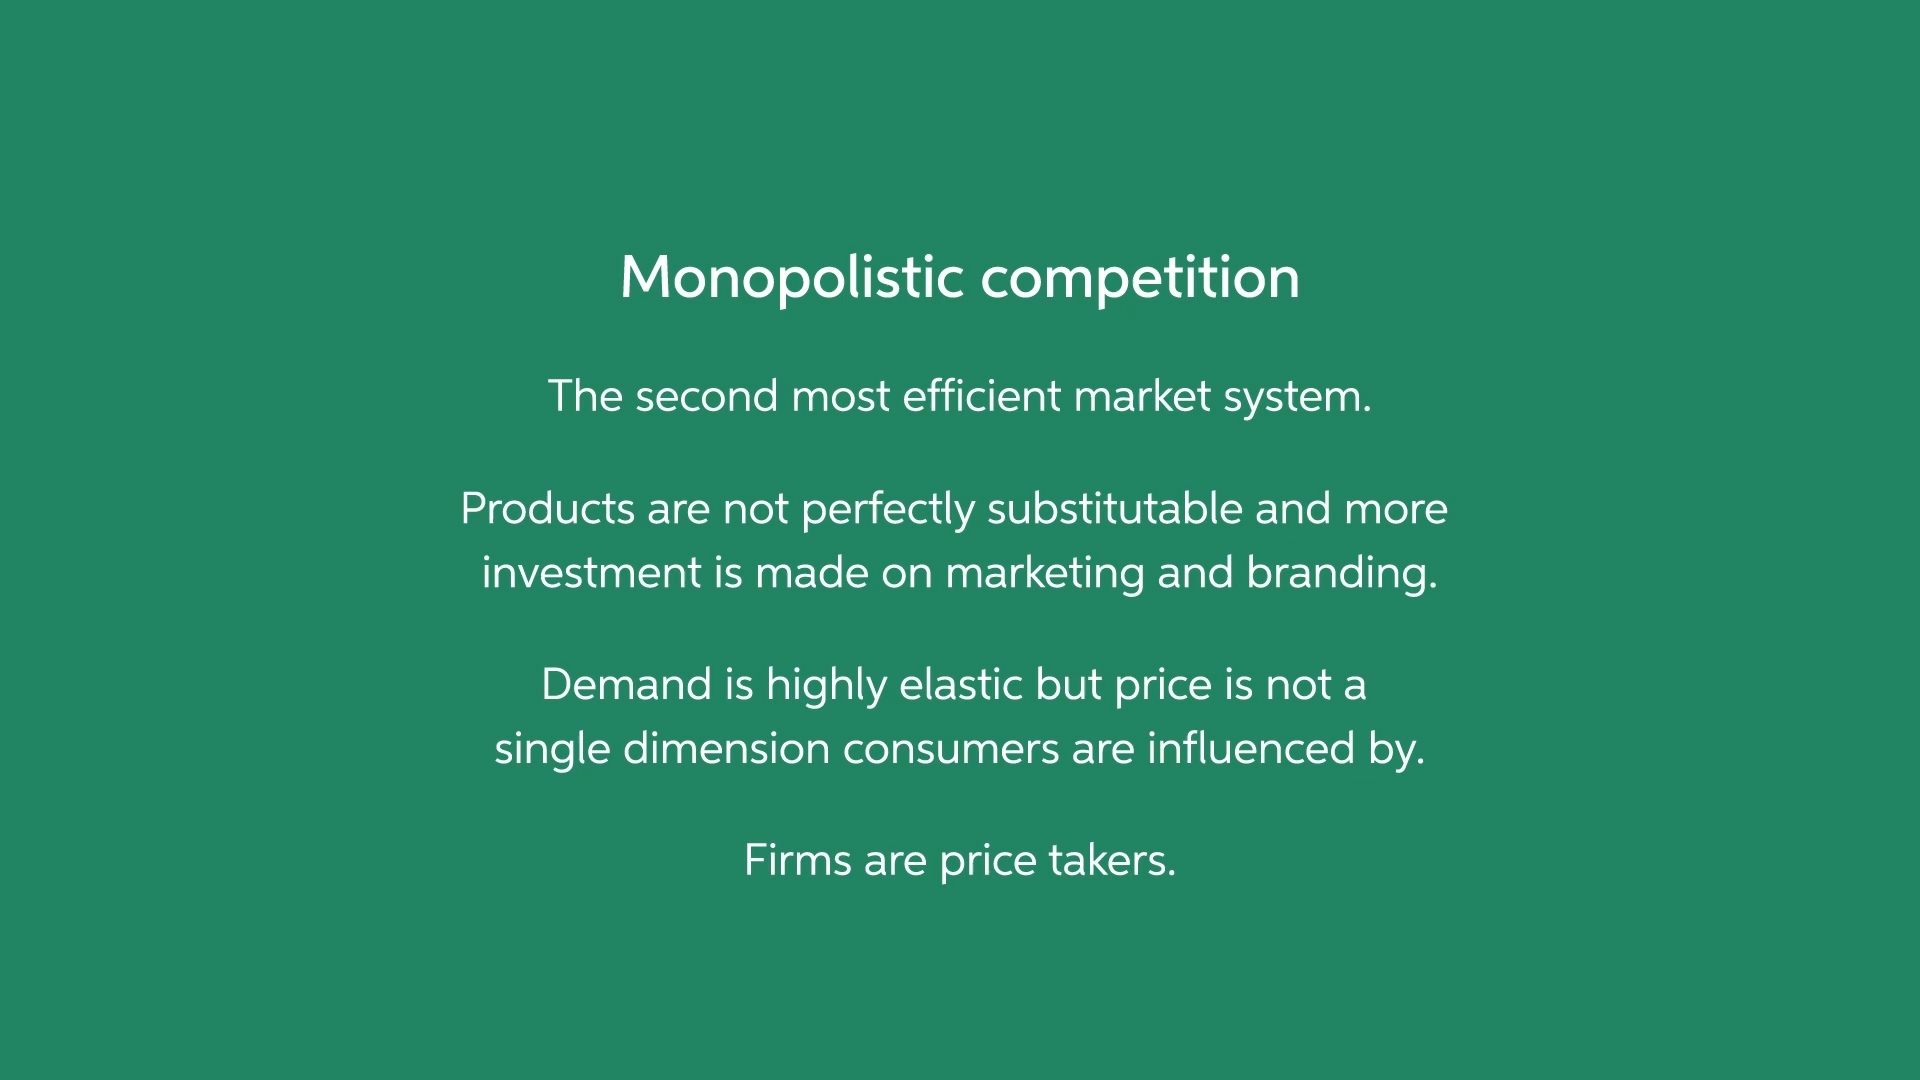 Monopolistic competition
The second most efficient market system.
Products are not perfectly substitutable and more
investment is made on marketing and branding.
Demand is highly elastic but price is not a
single dimension consumers are influenced by.
Firms are price takers.